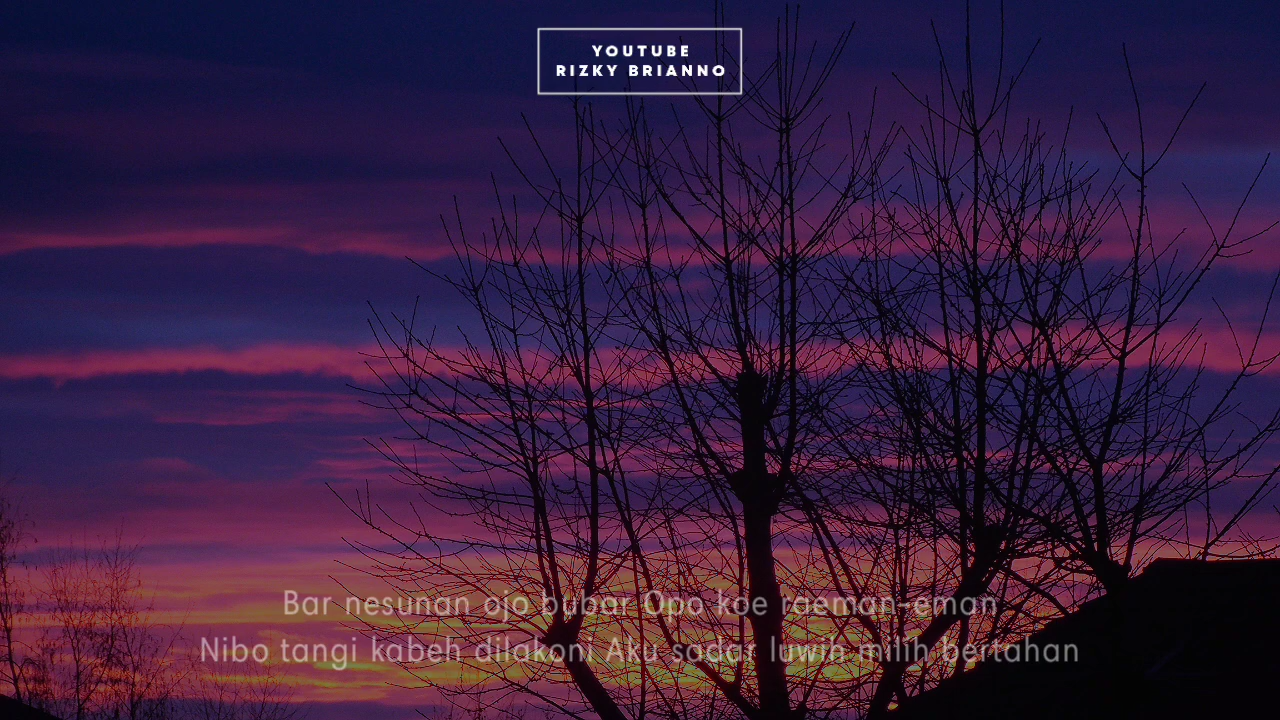 YOUTUBE
RIZKY BRIANNO
Bar nesunan ojo bubar Opo koe raeman-eman
Nibo tangi kabeh dilakoni Aku sadar luwih milih bertahan